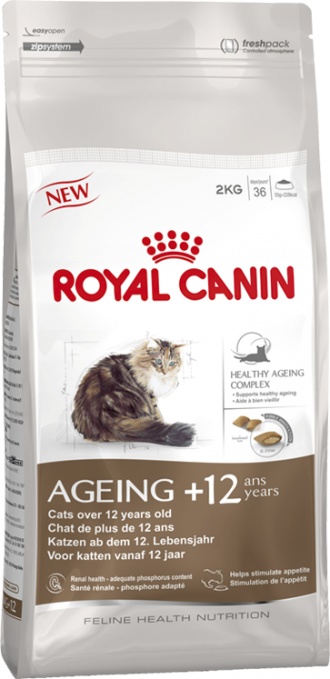 easyopen
zipsystem
freshpack
Controlled atmosphere
NEW
2KG
36
ROYAL CANIN
HEALTHY AGEING
COMPLEX
• Supports healthy ageing
• Aide à bien vieillir
AGEING +12 ans
years
Cats over 12 years old
Chat de plus de 12 ans
Katzen ab dem 12. Lebensjahr
Voor katten vanaf 12 jaar
Renal health - adequate phosphorus content
Santé rénale - phosphore adapté
Helps stimulate appetite
Stimulation de l'appétit
FELINE HEALTH NUTRITION